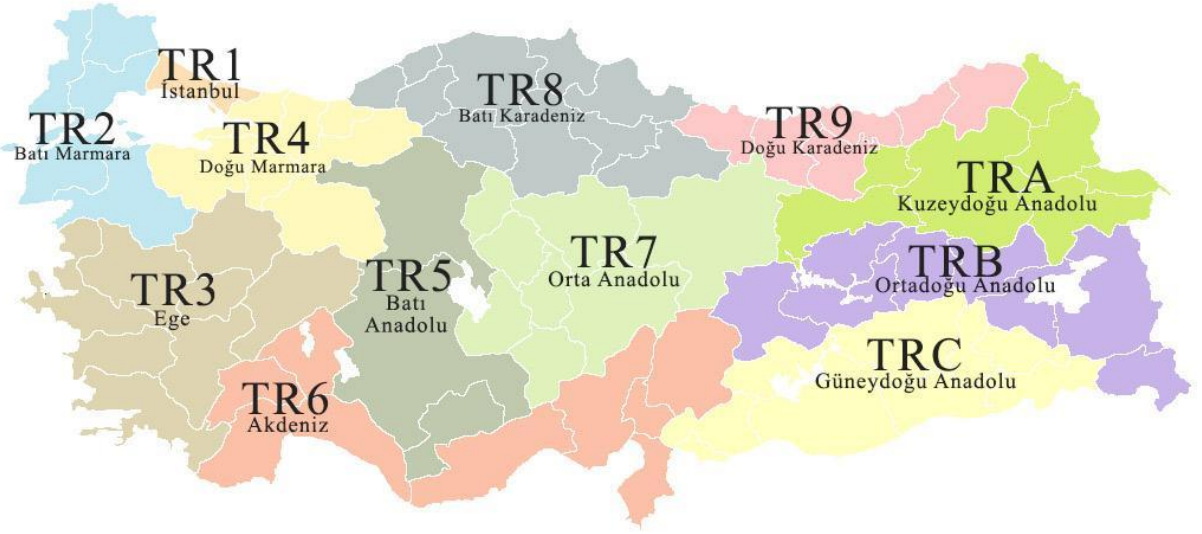 TR1
İstanbul
TR2
Batı Marmara
TR4
Doğu Marmara
TR8
Batı Karadeniz
TR9
Doğu Karadeniz
TRA
Kuzeydoğu Anadolu
TR3
Ege
TR5
Batı
Anadolu
TR7
Orta Anadolu
TRB
Ortadoğu Anadolu
TR6
Akdeniz
TRC
Güneydoğu Anadolu